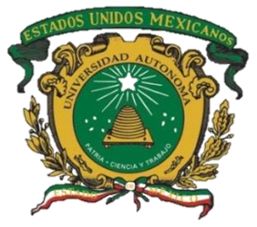 ESTADOS UNIDOS MEXICANOS
UNIVERSIDAD AUTONOMA
PATRIA • CIENCIA Y TRABAJO